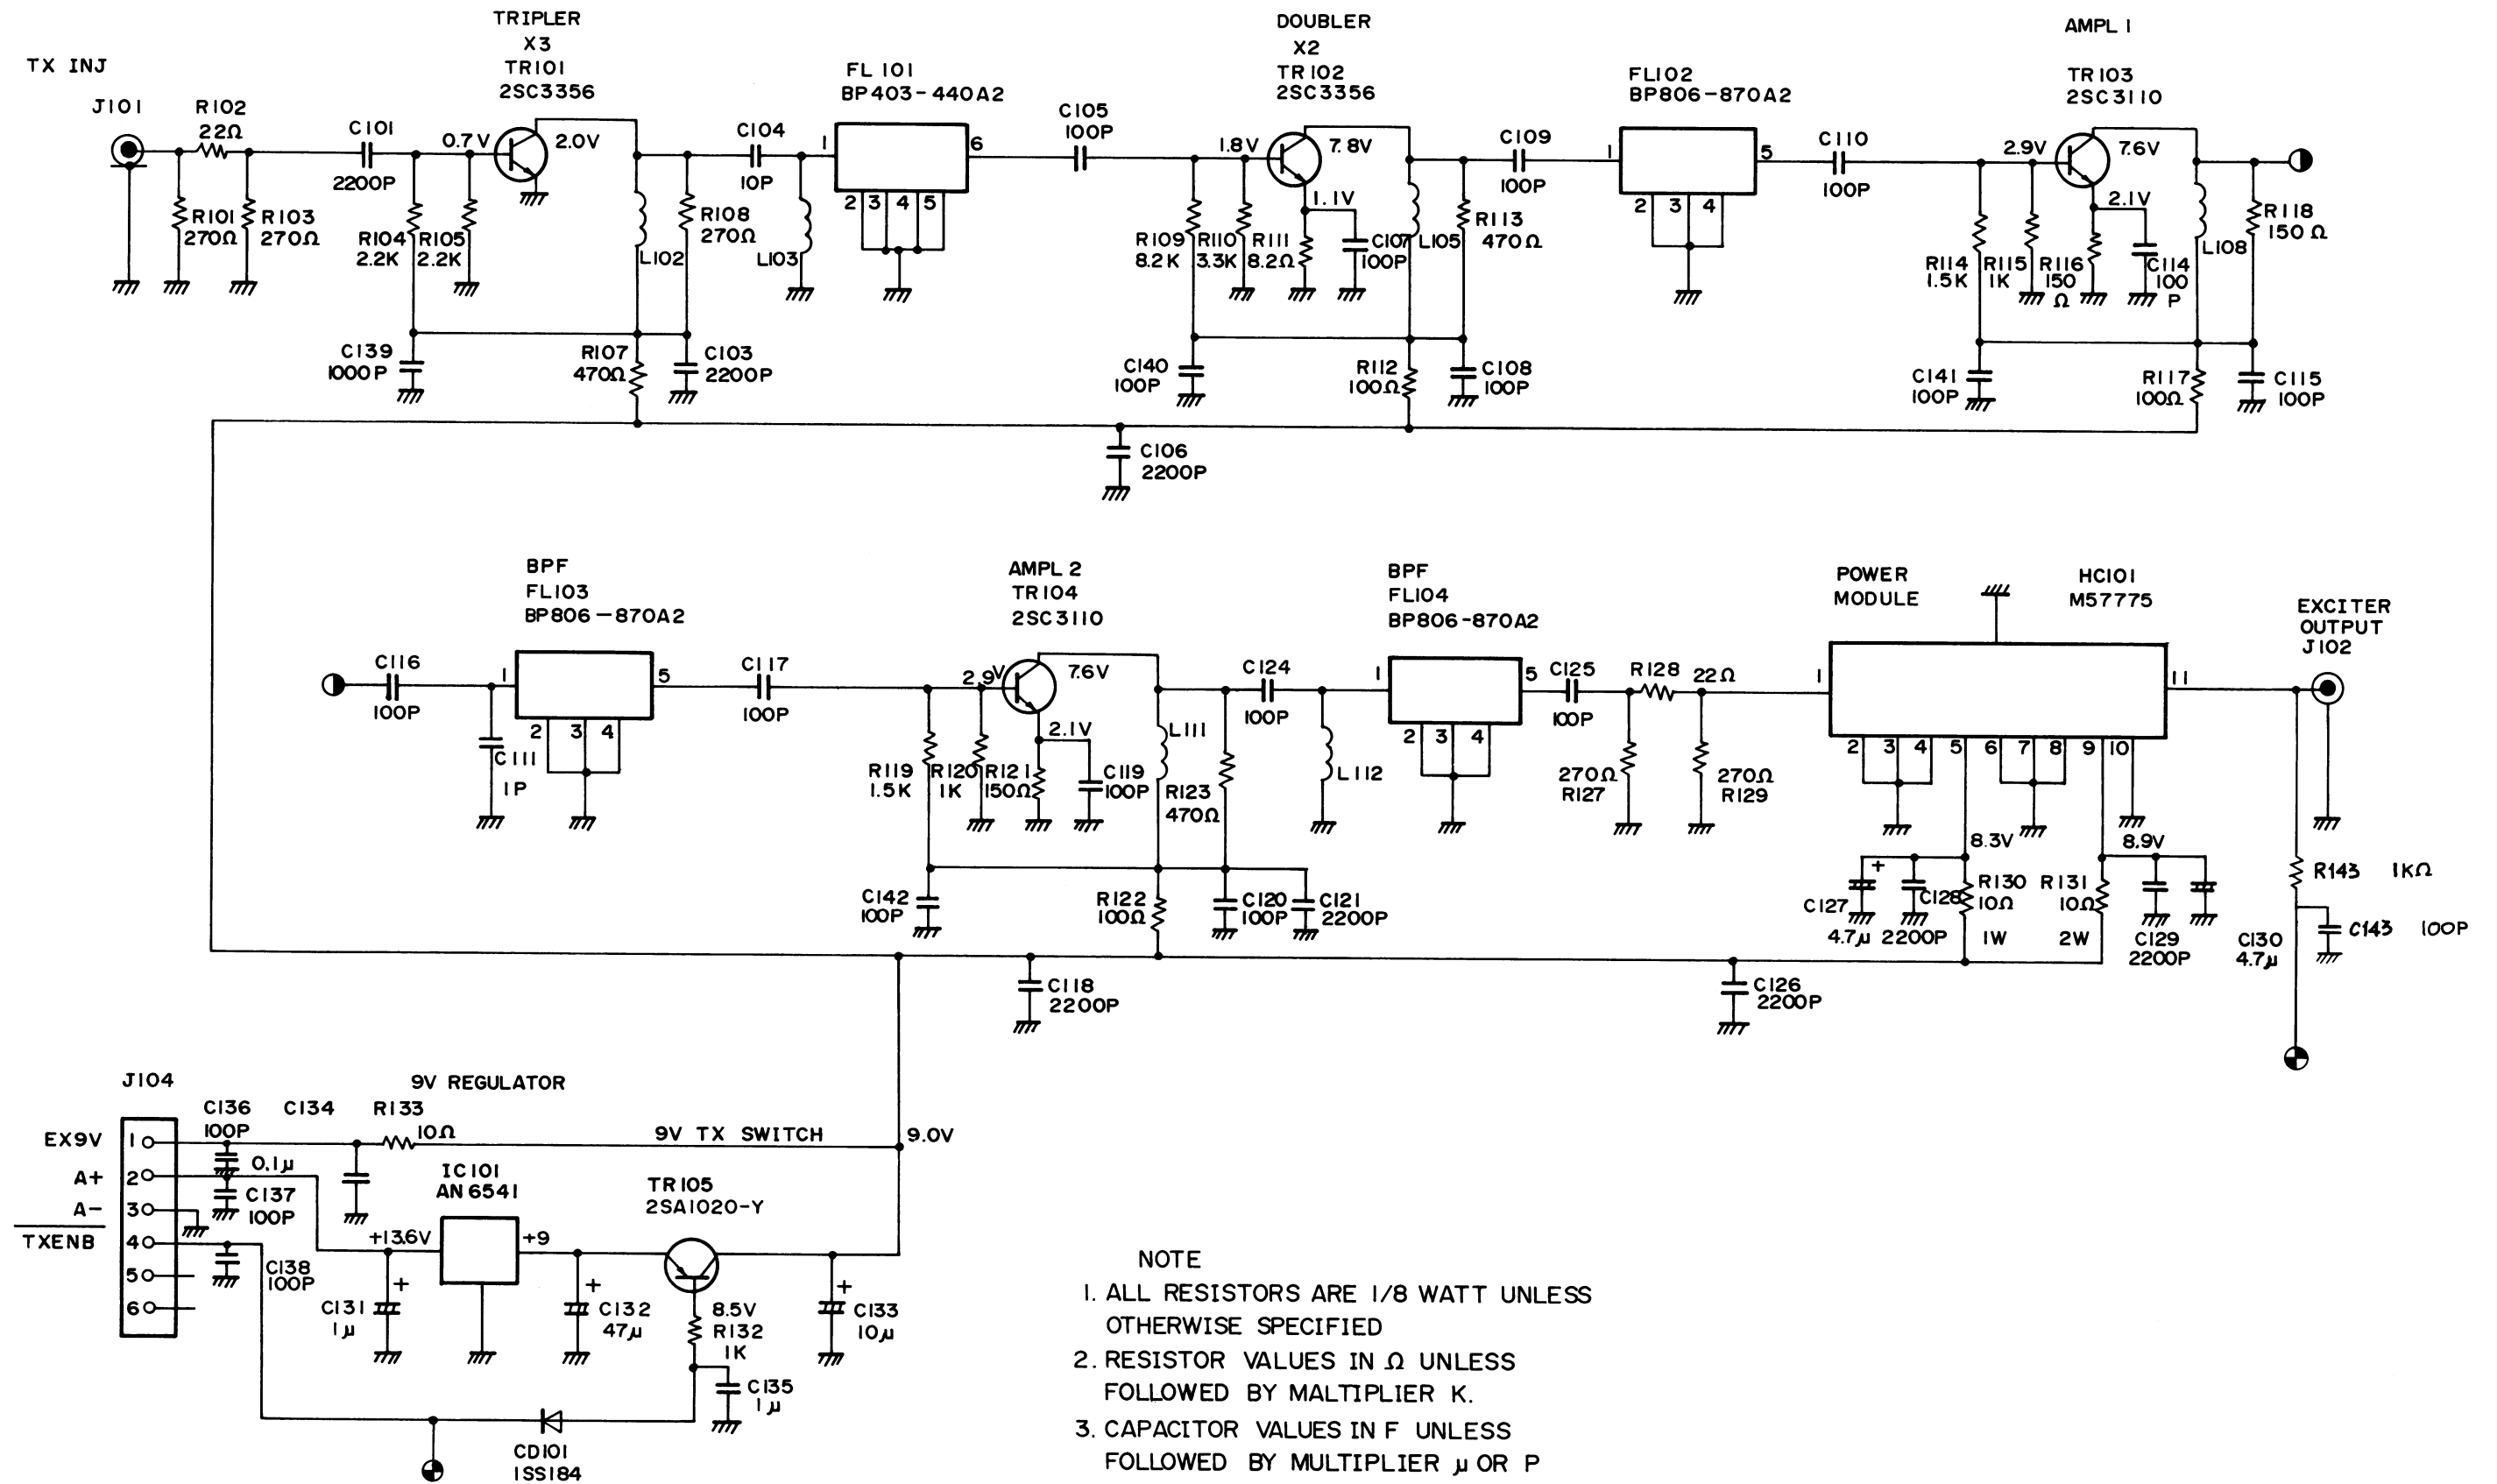 TX INJ
J101
R102
22Ω
R101
270Ω
R103
270Ω
C101
2200P
TRIPLER
X3
TR101
2SC3356
0.7V
2.0V
R104
2.2K
R105
2.2K
L102
R108
270Ω
C139
1000P
R107
470Ω
C103
2200P
C104
10P
L103
FL101
BP403-440A2
1
6
2
3
4
5
C105
100P
DOUBLER
X2
TR102
2SC3356
1.8V
7.8V
1.1V
R109
8.2K
R110
3.3K
R111
8.2Ω
C107
100P
L105
R113
470Ω
C140
100P
R112
100Ω
C108
100P
C109
100P
FL102
BP806-870A2
1
5
2
3
4
C110
100P
AMPL 1
TR103
2SC3110
2.9V
7.6V
2.1V
R114
1.5K
R115
1K
R116
150
Ω
C114
100
P
L108
R118
150Ω
C141
100P
R117
100Ω
C115
100P
C106
2200P
C116
100P
C111
1P
BPF
FL103
BP806-870A2
1
5
2
3
4
C117
100P
AMPL 2
TR104
2SC3110
2.9V
7.6V
2.1V
R119
1.5K
R120
1K
R121
150Ω
C119
100P
L111
R123
470Ω
C142
100P
R122
100Ω
C120
100P
C121
2200P
C124
100P
L112
BPF
FL104
BP806-870A2
1
5
2
3
4
C125
100P
R128
22Ω
270Ω
R127
270Ω
R129
POWER
MODULE
HC101
M57775
1
11
2
3
4
5
6
7
8
9
10
8.3V
8.9V
+
C127
4.7μ
C128
2200P
R130
10Ω
1W
R131
10Ω
2W
C129
2200P
C130
4.7μ
EXCITER
OUTPUT
J102
R143 1KΩ
C143 100P
C118
2200P
C126
2200P
J104
EX9V
1
A+
2
A-
3
TXENB
4
5
6
C136
100P
C134
0.1μ
R133
10Ω
C137
100P
C138
100P
9V REGULATOR
9V TX SWITCH
9.0V
IC101
AN6541
+13.6V
+9
+
C131
1μ
+
C132
47μ
TR105
2SA1020-Y
8.5V
R132
1K
+
C133
10μ
C135
1μ
CD101
1SS184
NOTE
1. ALL RESISTORS ARE 1/8 WATT UNLESS
OTHERWISE SPECIFIED
2. RESISTOR VALUES IN Ω UNLESS
FOLLOWED BY MALTIPLIER K.
3. CAPACITOR VALUES IN F UNLESS
FOLLOWED BY MULTIPLIER μ OR P